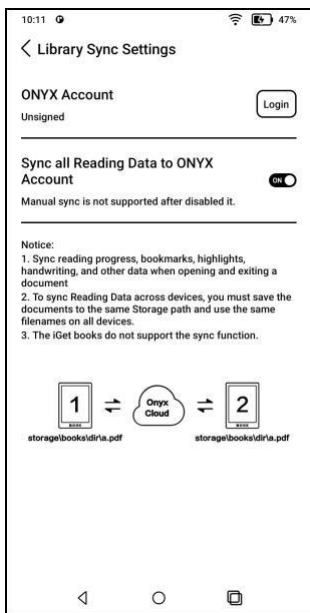 10:11 47%
Library Sync Settings
ONYX Account
Login
Unsigned
Sync all Reading Data to ONYX
Account
ON
Manual sync is not supported after disabled it.
Notice:
1. Sync reading progress, bookmarks, highlights,
handwriting, and other data when opening and exiting a
document
2. To sync Reading Data across devices, you must save the
documents to the same Storage path and use the same
filenames on all devices.
3. The iGet books do not support the sync function.
1 ⇌ Onyx ⇌ 2
Cloud
BOOX BOOX
storage\books\dir\a.pdf storage\books\dir\a.pdf